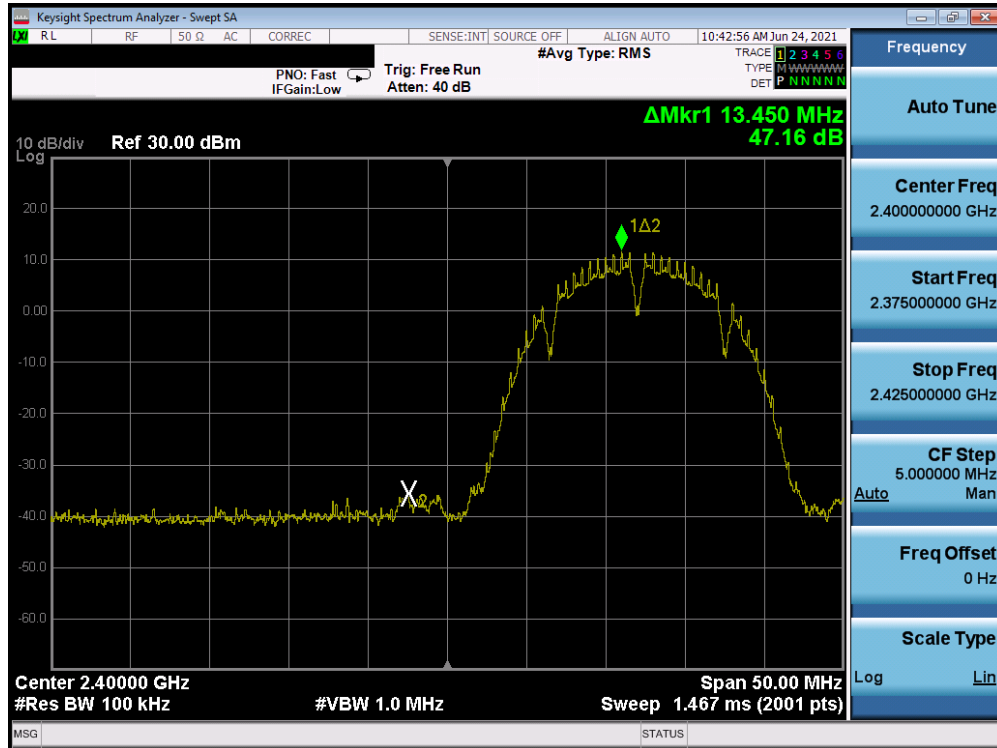 Keysight Spectrum Analyzer - Swept SA
LXI RL RF 50 Ω AC CORREC SENSE:INT SOURCE OFF ALIGN AUTO 10:42:56 AM Jun 24, 2021
#Avg Type: RMS
TRACE 1 2 3 4 5 6
TYPE M WWWWW
DET P N N N N N
PNO: Fast
IFGain:Low
Trig: Free Run
Atten: 40 dB
ΔMkr1 13.450 MHz
47.16 dB
10 dB/div
Log
Ref 30.00 dBm
20.0
1Δ2
10.0
0.00
-10.0
-20.0
-30.0
X2
-40.0
-50.0
-60.0
Center 2.40000 GHz
Span 50.00 MHz
#Res BW 100 kHz
#VBW 1.0 MHz
Sweep 1.467 ms (2001 pts)
MSG
STATUS
Frequency
Auto Tune
Center Freq
2.400000000 GHz
Start Freq
2.375000000 GHz
Stop Freq
2.425000000 GHz
CF Step
5.000000 MHz
Auto Man
Freq Offset
0 Hz
Scale Type
Log Lin